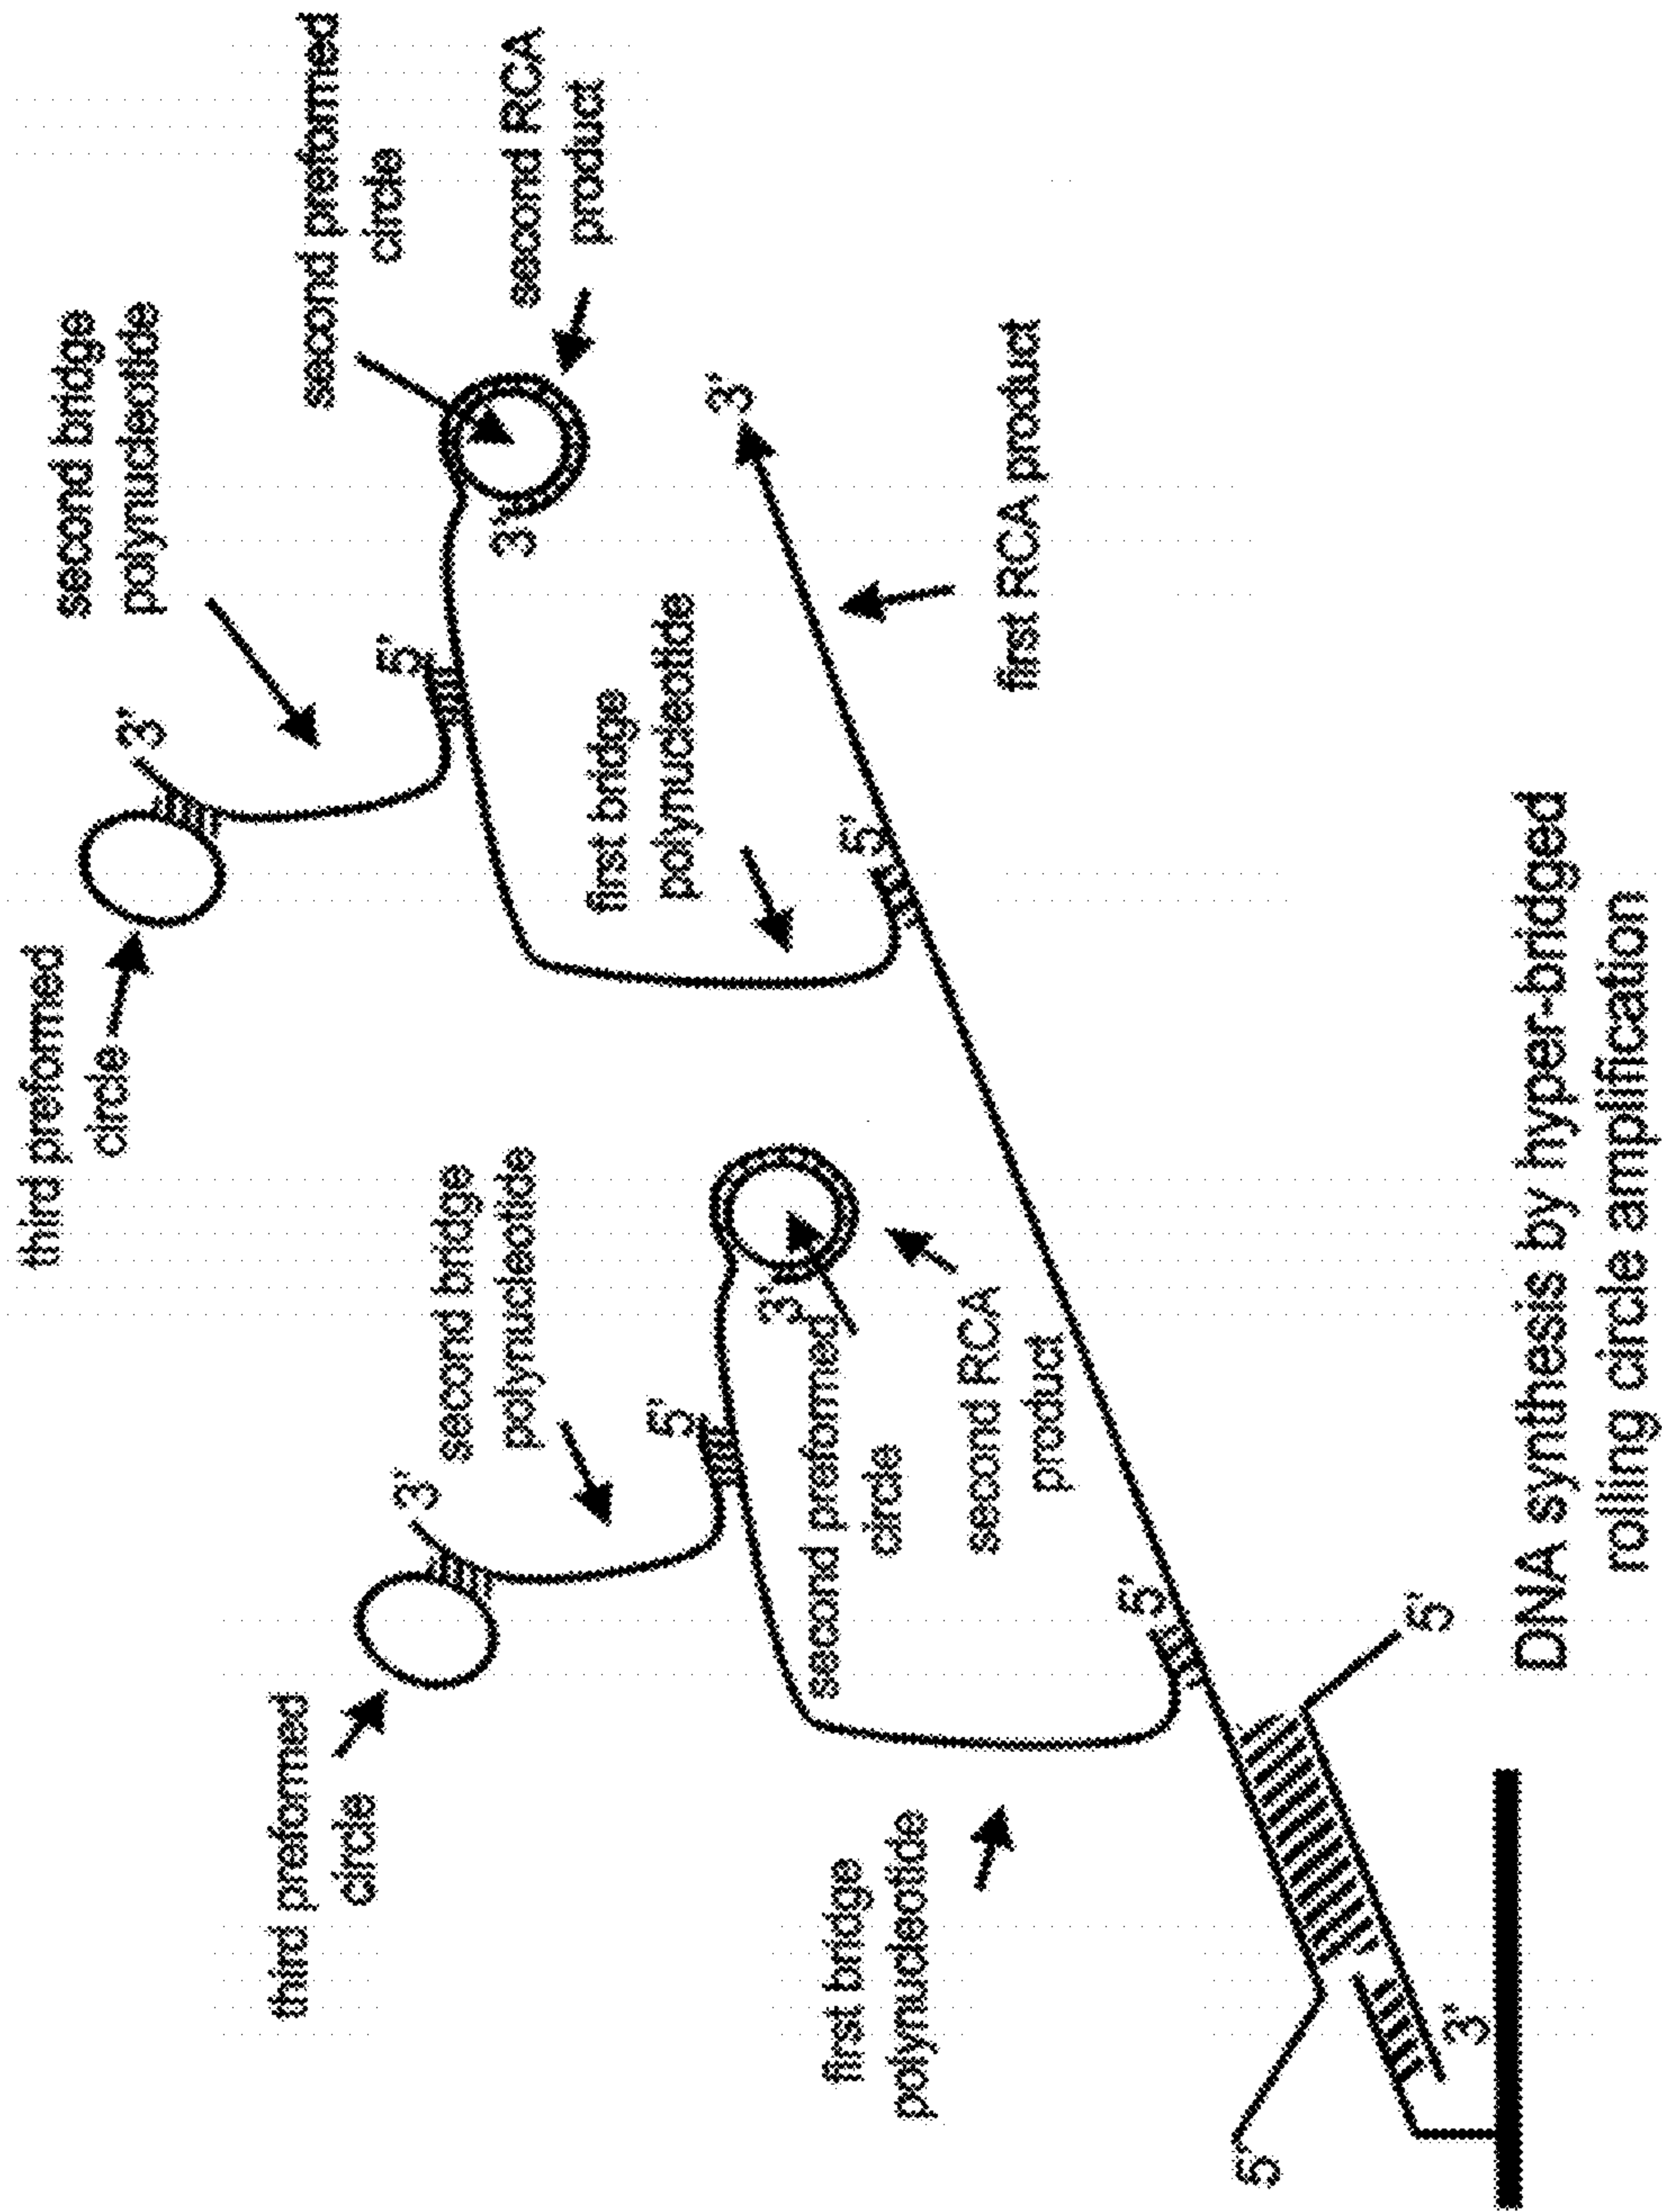 third preformed
circle
3'
second bridge
polynucleotide
second preformed
circle
second RCA
product
5'
3'
third preformed
circle
3'
second bridge
polynucleotide
first bridge
polynucleotide
3'
5'
3'
second preformed
circle
second RCA
product
5'
first RCA product
first bridge
polynucleotide
5'
5'
5'
3'
DNA synthesis by hyper-bridged
rolling circle amplification